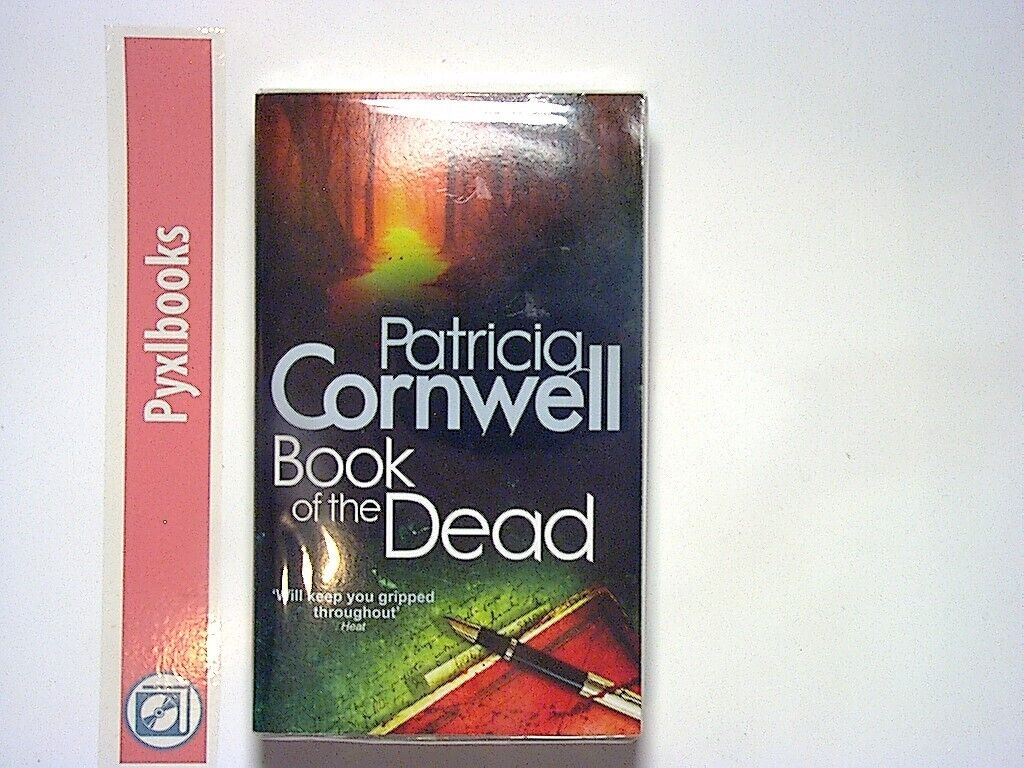 Pyxlbooks
Patricia
Cornwell
Book
of the
Dead
'Will keep you gripped
throughout'
Heat